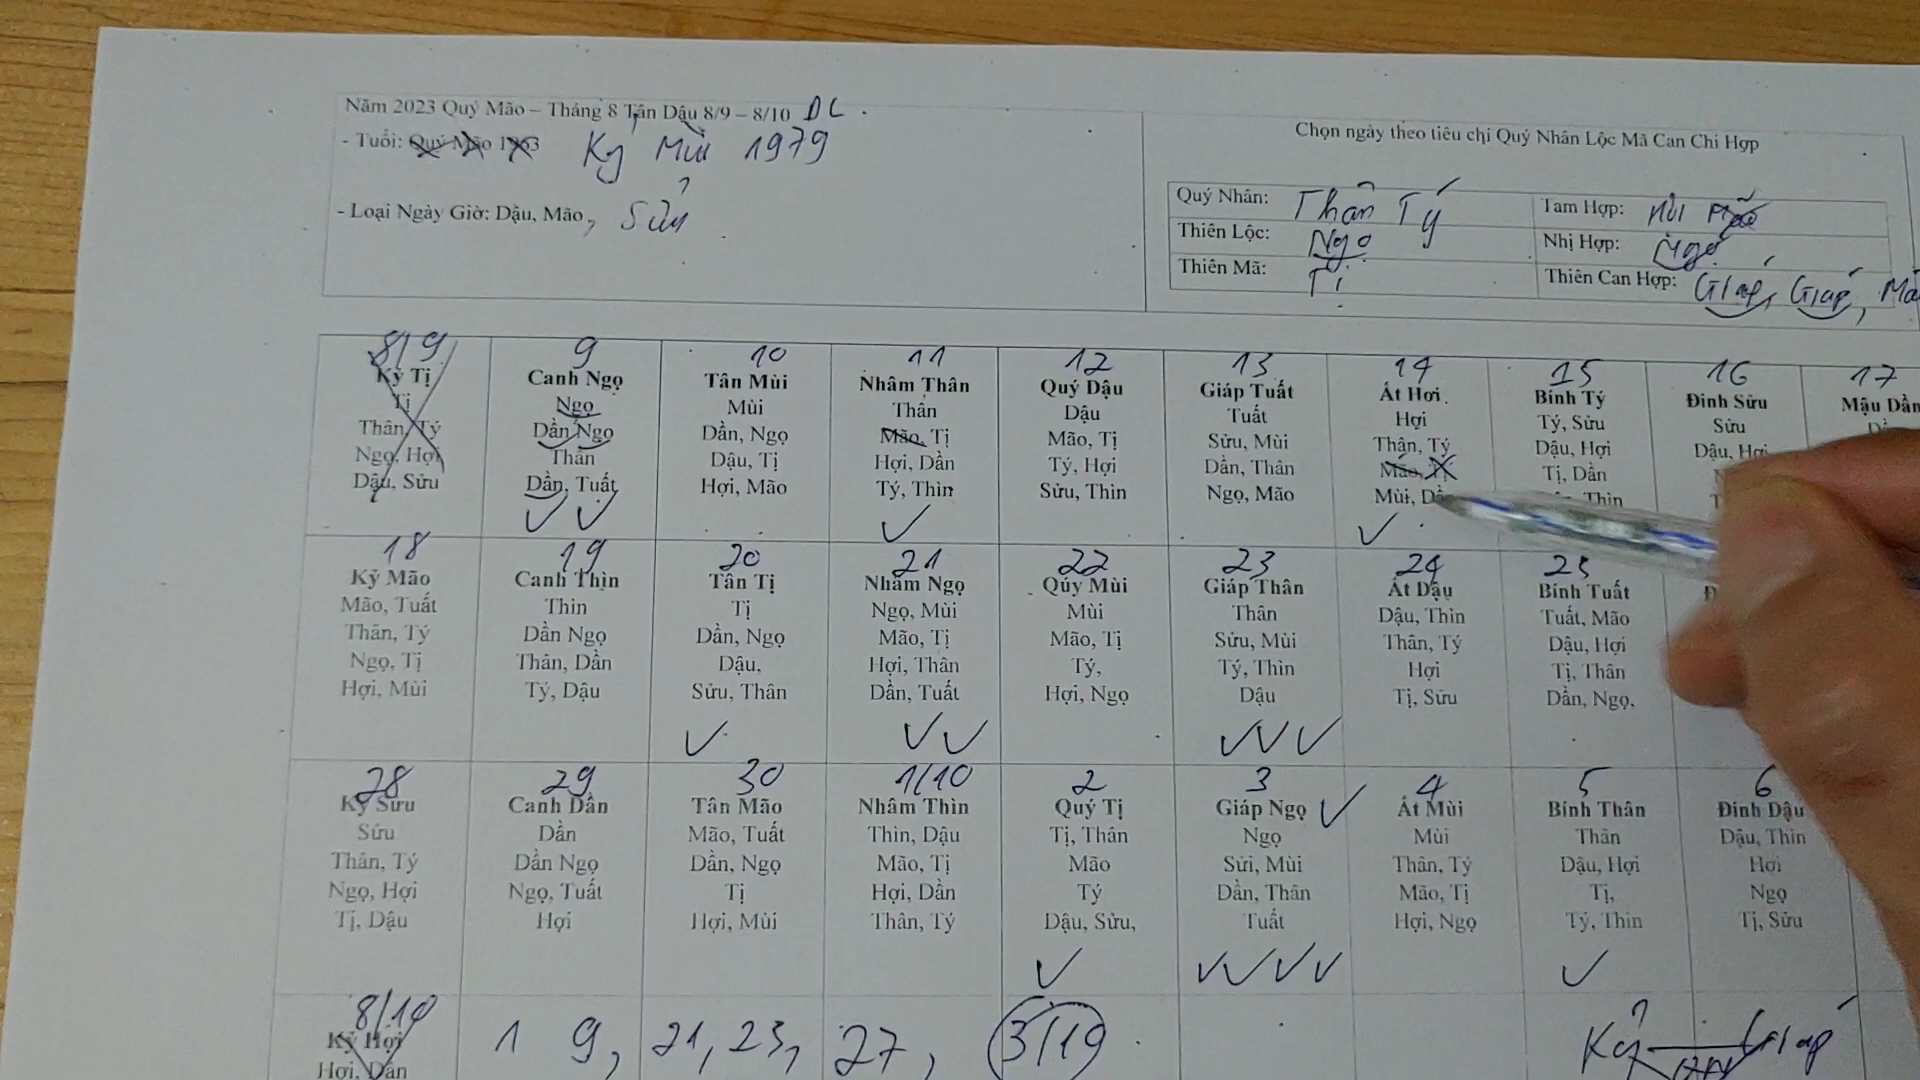 Năm 2023 Quý Mão – Tháng 8 Tân Dậu 8/9 – 8/10 DL
- Tuổi: Quý Mão 1963 Kỷ Mùi 1979
- Loại Ngày Giờ: Dậu, Mão, Sửu
Chọn ngày theo tiêu chí Quý Nhân Lộc Mã Can Chi Hợp
Quý Nhân: Thân Tý
Tam Hợp: Hợi Mão
Thiên Lộc: Ngọ
Nhị Hợp: Ngọ
Thiên Mã: Tị
Thiên Can Hợp: Giáp, Giáp,
8/9
Kỷ Tị
Tị
Thân, Tý
Ngọ, Hợi
Dậu, Sửu
9
Canh Ngọ
Ngọ
Dần Ngọ
Thân
Dần, Tuất
10
Tân Mùi
Mùi
Dần, Ngọ
Dậu, Tị
Hợi, Mão
11
Nhâm Thân
Thân
Mão, Tị
Hợi, Dần
Tý, Thìn
12
Quý Dậu
Dậu
Mão, Tị
Tý, Hợi
Sửu, Thìn
13
Giáp Tuất
Tuất
Sửu, Mùi
Dần, Thân
Ngọ, Mão
14
Ất Hơi
Hợi
Thân, Tý
Mão,
Mùi,
15
Bính Tý
Tý, Sửu
Dậu, Hợi
Tị, Dần
Thìn
16
Đinh Sửu
Sửu
Dậu, Hợi
17
Mậu Dần
18
Kỷ Mão
Mão, Tuất
Thân, Tý
Ngọ, Tị
Hợi, Mùi
19
Canh Thìn
Thìn
Dần Ngọ
Thân, Dần
Tý, Dậu
20
Tân Tị
Tị
Dần, Ngọ
Dậu,
Sửu, Thân
21
Nhâm Ngọ
Ngọ, Mùi
Mão, Tị
Hợi, Thân
Dần, Tuất
22
Qúy Mùi
Mùi
Mão, Tị
Tý,
Hợi, Ngọ
23
Giáp Thân
Thân
Sửu, Mùi
Tý, Thìn
Dậu
24
Ất Dậu
Dậu, Thìn
Thân, Tý
Hợi
Tị, Sửu
25
Bính Tuất
Tuất, Mão
Dậu, Hợi
Tị, Thân
Dần, Ngọ,
28
Kỷ Sửu
Sửu
Thân, Tý
Ngọ, Hợi
Tị, Dậu
29
Canh Dần
Dần
Dần Ngọ
Ngọ, Tuất
Hợi
30
Tân Mão
Mão, Tuất
Dần, Ngọ
Tị
Hợi, Mùi
1/10
Nhâm Thìn
Thìn, Dậu
Mão, Tị
Hợi, Dần
Thân, Tý
2
Quý Tị
Tị, Thân
Mão
Tý
Dậu, Sửu,
3
Giáp Ngọ
Ngọ
Sửi, Mùi
Dần, Thân
Tuất
4
Ất Mùi
Mùi
Thân, Tý
Mão, Tị
Hợi, Ngọ
5
Bính Thân
Thân
Dậu, Hợi
Tị,
Tý, Thìn
6
Đinh Dậu
Dậu, Thìn
Hợi
Ngọ
Tị, Sửu
8/10
Kỷ Hợi
Hợi, Dần
1 9, 21, 23, 27, 3/19
Kỷ Giáp